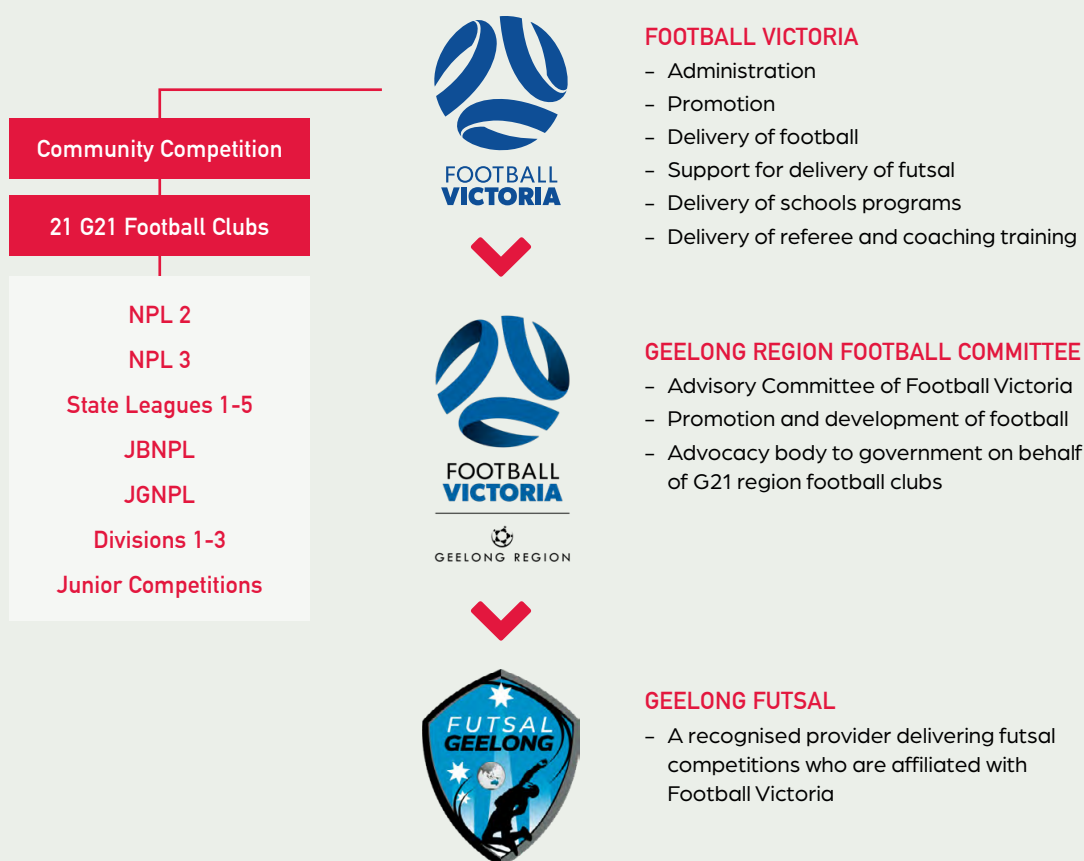 Community Competition
21 G21 Football Clubs
NPL 2
NPL 3
State Leagues 1-5
JBNPL
JGNPL
Divisions 1-3
Junior Competitions
FOOTBALL
VICTORIA
FOOTBALL VICTORIA
- Administration
- Promotion
- Delivery of football
- Support for delivery of futsal
- Delivery of schools programs
- Delivery of referee and coaching training
FOOTBALL
VICTORIA
GEELONG REGION
GEELONG REGION FOOTBALL COMMITTEE
- Advisory Committee of Football Victoria
- Promotion and development of football
- Advocacy body to government on behalf
of G21 region football clubs
FUTSAL
GEELONG
GEELONG FUTSAL
- A recognised provider delivering futsal
competitions who are affiliated with
Football Victoria